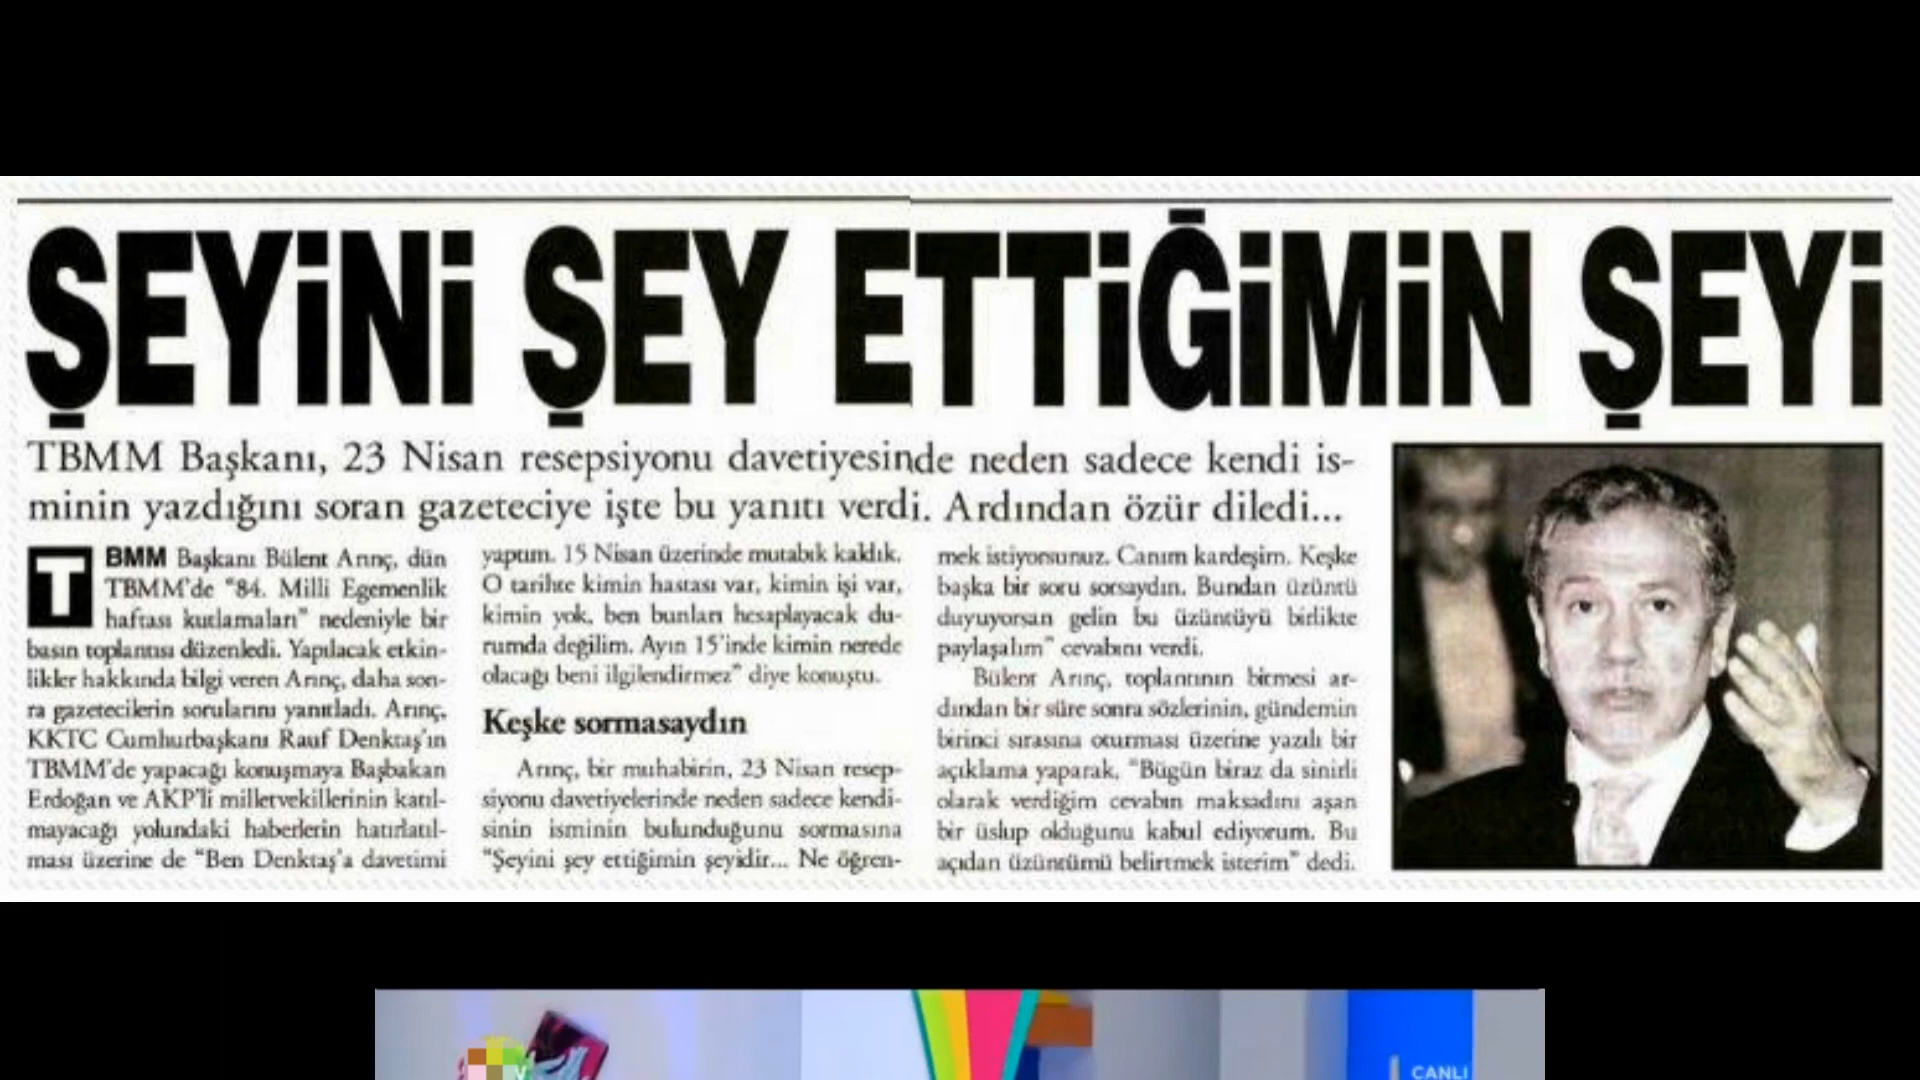 ŞEYİNİ ŞEY ETTİĞİMİN ŞEYİ
TBMM Başkanı, 23 Nisan resepsiyonu davetiyesinde neden sadece kendi is-
minin yazdığını soran gazeteciye işte bu yanıtı verdi. Ardından özür diledi...
TBMM Başkanı Bülent Arınç, dün
TBMM'de "84. Milli Egemenlik
haftası kutlamaları" nedeniyle bir
basın toplantısı düzenledi. Yapılacak etkin-
likler hakkında bilgi veren Arınç, daha son-
ra gazetecilerin sorularını yanıtladı. Arınç,
KKTC Cumhurbaşkanı Rauf Denktaş'ın
TBMM'de yapacağı konuşmaya Başbakan
Erdoğan ve AKP'li milletvekillerinin katıl-
mayacağı yolundaki haberlerin hatırlatıl-
ması üzerine de "Ben Denktaş'a davetimi
yaptım. 15 Nisan üzerinde mutabık kaldık.
O tarihte kimin hastası var, kimin işi var,
kimin yok, ben bunları hesaplayacak du-
rumda değilim. Ayın 15'inde kimin nerede
olacağı beni ilgilendirmez" diye konuştu.
Keşke sormasaydın
Arınç, bir muhabirin, 23 Nisan resep-
siyonu davetiyelerinde neden sadece kendi-
sinin isminin bulunduğunu sormasına
"Şeyini şey ettiğimin şeyidir... Ne öğren-
mek istiyorsunuz. Canım kardeşim. Keşke
başka bir soru sorsaydın. Bundan üzüntü
duyuyorsan gelin bu üzüntüyü birlikte
paylaşalım" cevabını verdi.
Bülent Arınç, toplantının bitmesi ar-
dından bir süre sonra sözlerinin, gündemin
birinci sırasına oturması üzerine yazılı bir
açıklama yaparak, "Bugün biraz da sinirli
olarak verdiğim cevabın maksadını aşan
bir üslup olduğunu kabul ediyorum. Bu
açıdan üzüntümü belirtmek isterim" dedi.
CANLI